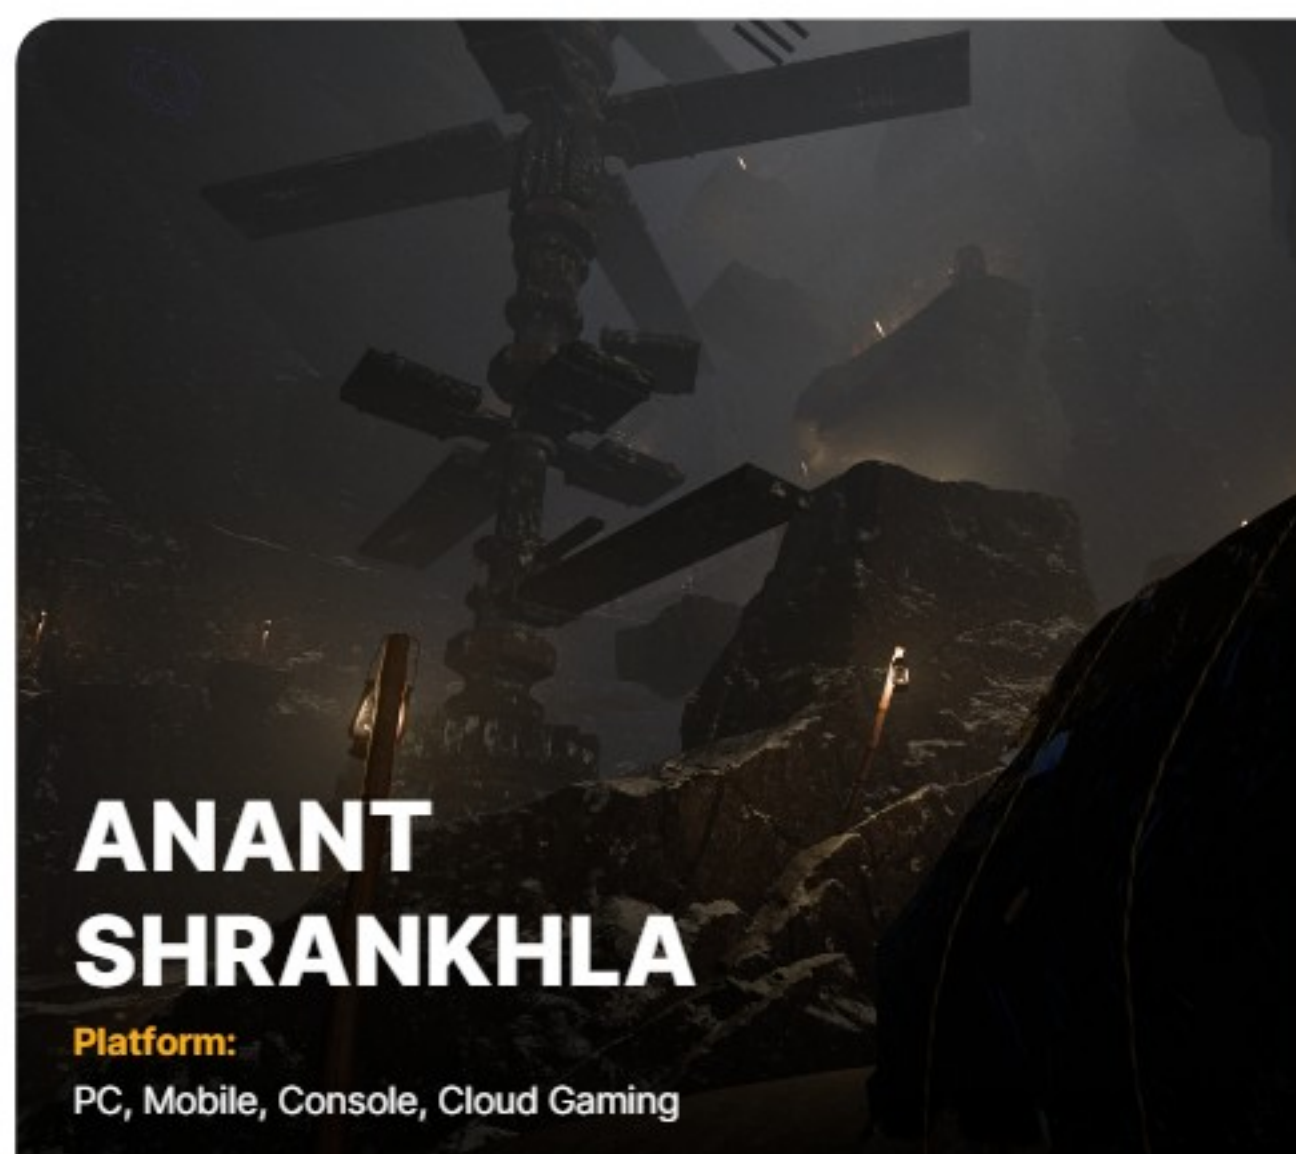 ANANT
SHRANKHLA
Platform:
PC, Mobile, Console, Cloud Gaming